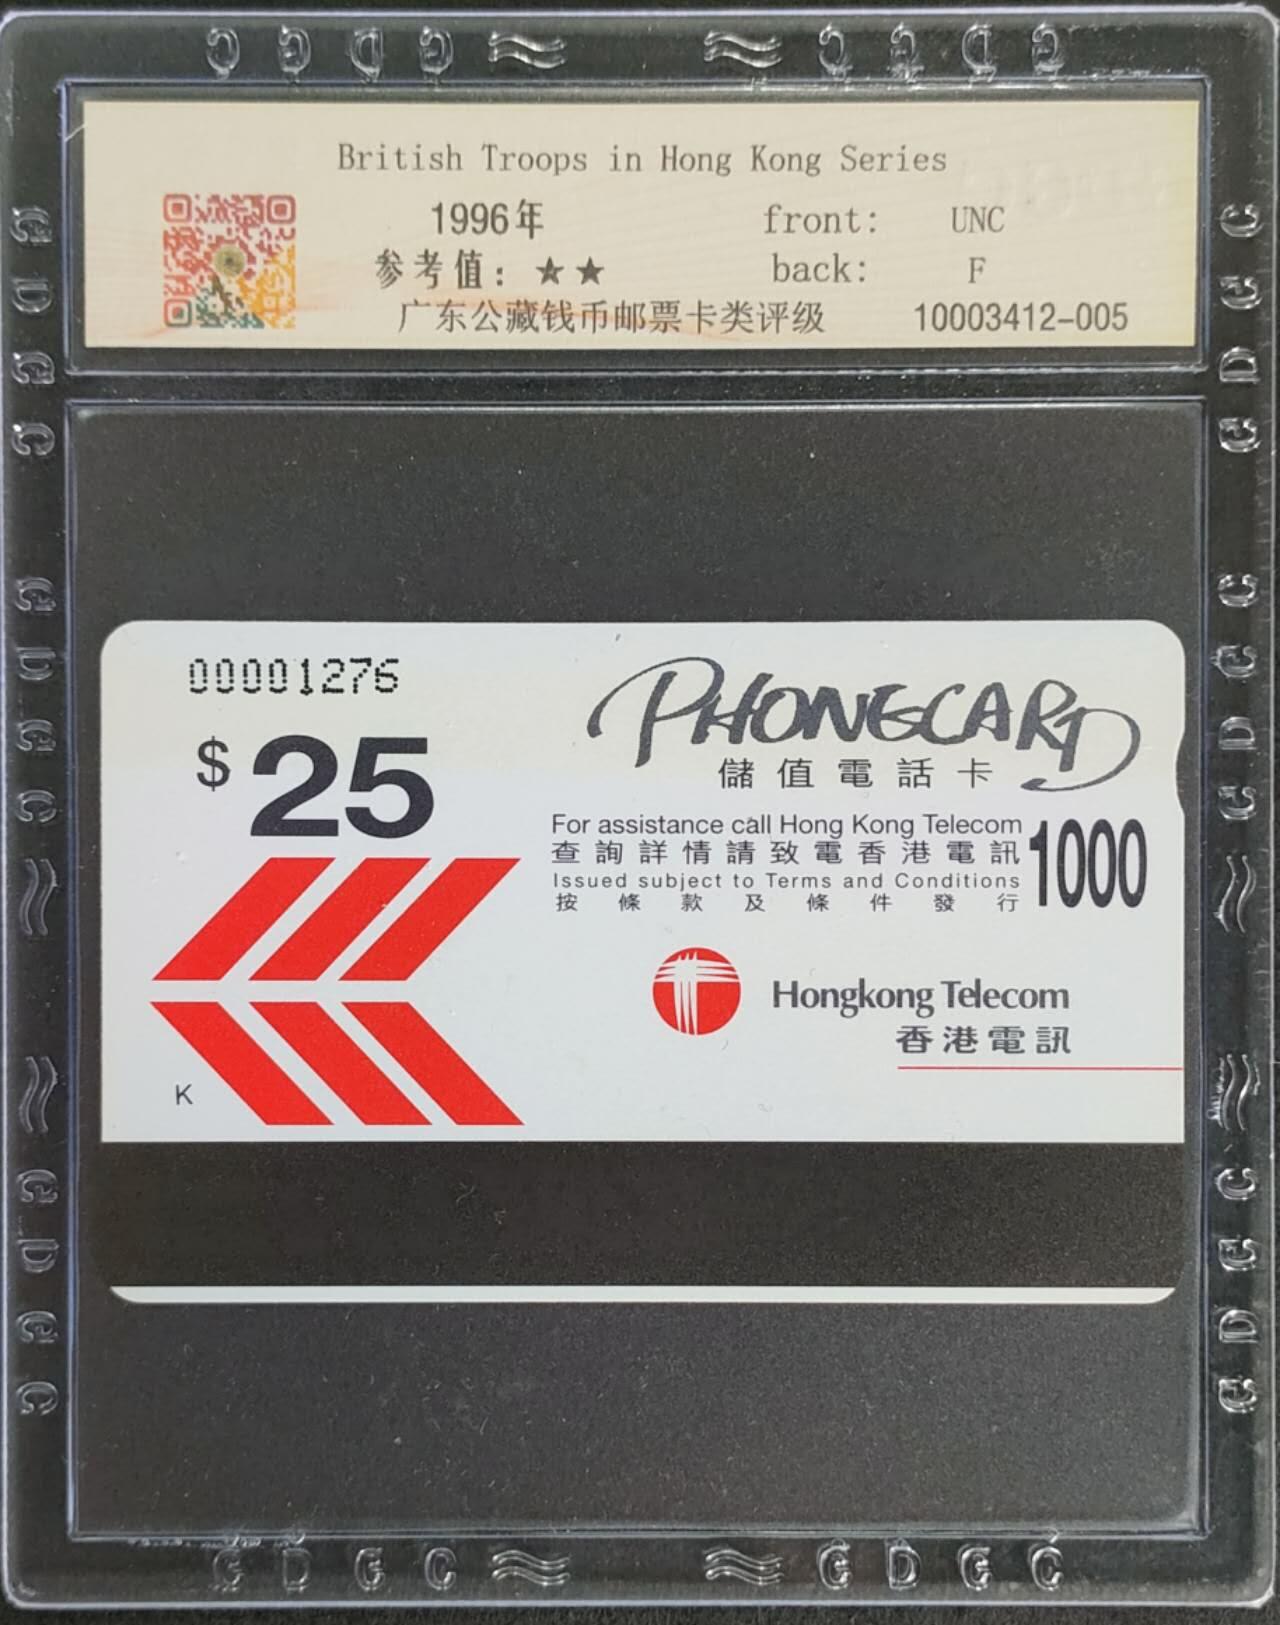 GDGC GDGC
British Troops in Hong Kong Series
1996年
front: UNC
参考值: ★★
back: F
广东公藏钱币邮票卡类评级
10003412-005
00001276
$25
PHONECARD
儲值電話卡
For assistance call Hong Kong Telecom
查詢詳情請致電香港電訊
1000
Issued subject to Terms and Conditions
按條款及條件發行
Hongkong Telecom
香港電訊
K
GDGC GDGC